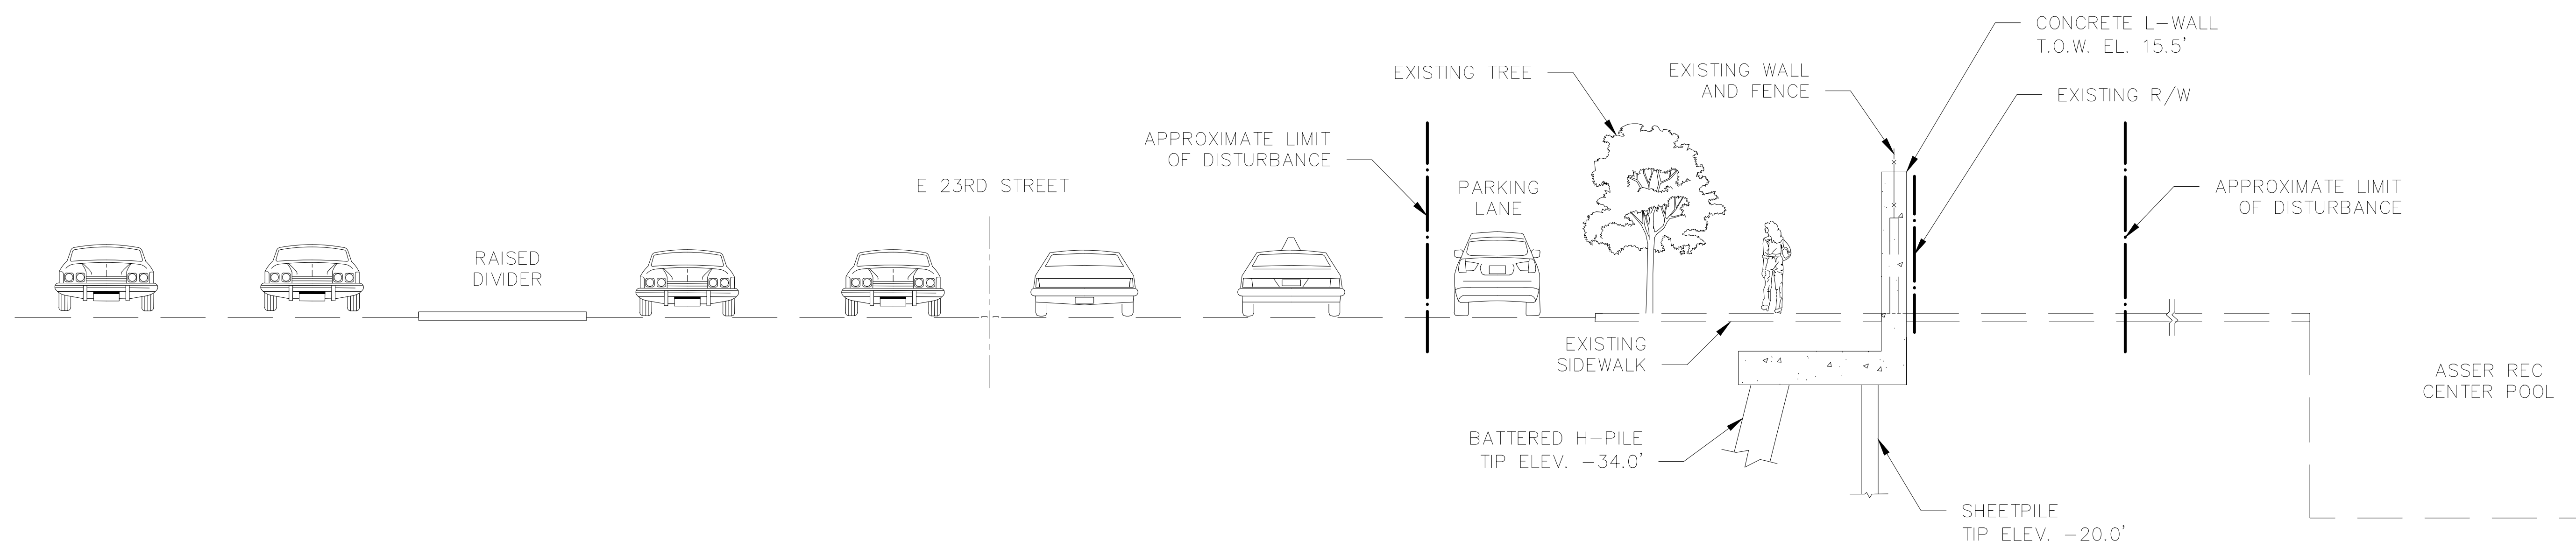 CONCRETE L-WALL
T.O.W. EL. 15.5'
EXISTING TREE
EXISTING WALL
AND FENCE
EXISTING R/W
APPROXIMATE LIMIT
OF DISTURBANCE
E 23RD STREET
PARKING
LANE
APPROXIMATE LIMIT
OF DISTURBANCE
RAISED
DIVIDER
EXISTING
SIDEWALK
ASSER REC
CENTER POOL
BATTERED H-PILE
TIP ELEV. -34.0'
SHEETPILE
TIP ELEV. -20.0'